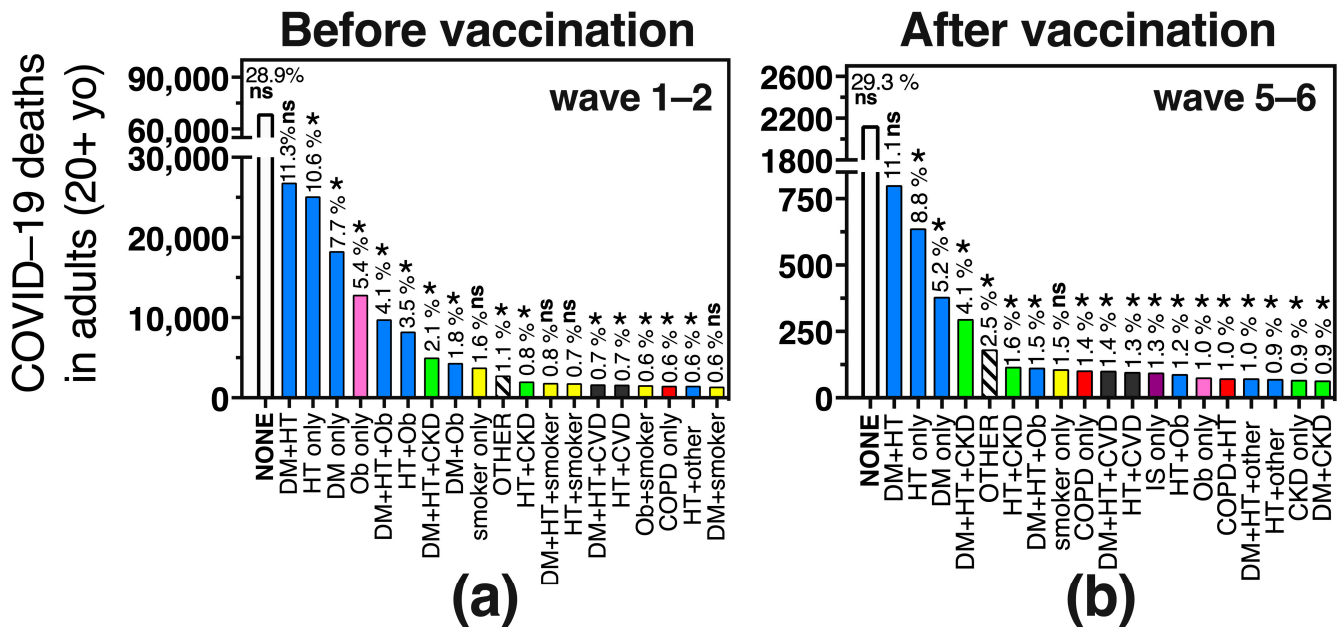 Before vaccination
After vaccination
COVID–19 deaths
in adults (20+ yo)
wave 1–2
90,000
60,000
30,000
20,000
10,000
0
28.9%
ns
11.3% ns
10.6 % *
7.7 % *
5.4 % *
4.1 % *
3.5 % *
2.1 % *
1.8 % *
1.6 % ns
1.1 % *
0.8 % *
0.8 % ns
0.7 % ns
0.7 % *
0.7 % *
0.6 % *
0.6 % *
0.6 % *
0.6 % ns
NONE
DM+HT
HT only
DM only
Ob only
DM+HT+Ob
HT+Ob
DM+HT+CKD
DM+Ob
smoker only
OTHER
HT+CKD
DM+HT+smoker
HT+smoker
DM+HT+CVD
HT+CVD
Ob+smoker
COPD only
HT+other
DM+smoker
(a)
wave 5–6
2600
2200
1800
750
500
250
0
29.3 %
ns
11.1 ns
8.8 % *
5.2 % *
4.1 % *
2.5 % *
1.6 % *
1.5 % *
1.5 % ns
1.4 % *
1.4 % *
1.3 % *
1.3 % *
1.2 % *
1.0 % *
1.0 % *
1.0 % *
0.9 % *
0.9 % *
0.9 % *
NONE
DM+HT
HT only
DM only
DM+HT+CKD
OTHER
HT+CKD
DM+HT+Ob
smoker only
COPD only
DM+HT+CVD
HT+CVD
IS only
HT+Ob
Ob only
COPD+HT
DM+HT+other
HT+other
CKD only
DM+CKD
(b)